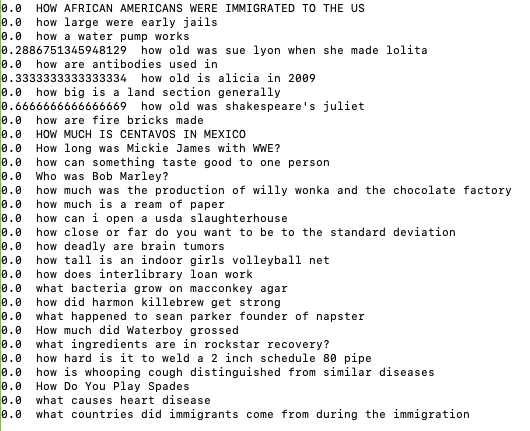 0.0  HOW AFRICAN AMERICANS WERE IMMIGRATED TO THE US
0.0  how large were early jails
0.0  how a water pump works
0.2886751345948129  how old was sue lyon when she made lolita
0.0  how are antibodies used in
0.3333333333333334  how old is alicia in 2009
0.0  how big is a land section generally
0.6666666666666669  how old was shakespeare's juliet
0.0  how are fire bricks made
0.0  HOW MUCH IS CENTAVOS IN MEXICO
0.0  How long was Mickie James with WWE?
0.0  how can something taste good to one person
0.0  Who was Bob Marley?
0.0  how much was the production of willy wonka and the chocolate factory
0.0  how much is a ream of paper
0.0  how can i open a usda slaughterhouse
0.0  how close or far do you want to be to the standard deviation
0.0  how deadly are brain tumors
0.0  how tall is an indoor girls volleyball net
0.0  how does interlibrary loan work
0.0  what bacteria grow on macconkey agar
0.0  how did harmon killebrew get strong
0.0  what happened to sean parker founder of napster
0.0  How much did Waterboy grossed
0.0  what ingredients are in rockstar recovery?
0.0  how hard is it to weld a 2 inch schedule 80 pipe
0.0  how is whooping cough distinguished from similar diseases
0.0  How Do You Play Spades
0.0  what causes heart disease
0.0  what countries did immigrants come from during the immigration